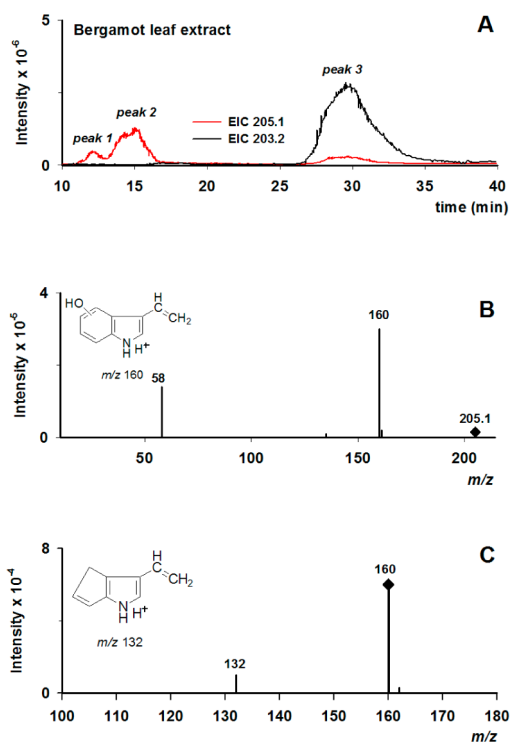 Bergamot leaf extract
A
5
0
Intensity x 10⁻⁶
peak 1
peak 2
peak 3
EIC 205.1
EIC 203.2
10 15 20 25 30 35 40
time (min)
B
4
0
Intensity x 10⁻⁵
HO
H
C
CH₂
N
H H⁺
m/z 160
58
160
205.1
50 100 150 200
m/z
C
8
0
Intensity x 10⁻⁴
H
C
CH₂
N
H H⁺
m/z 132
132
160
100 110 120 130 140 150 160 170 180
m/z